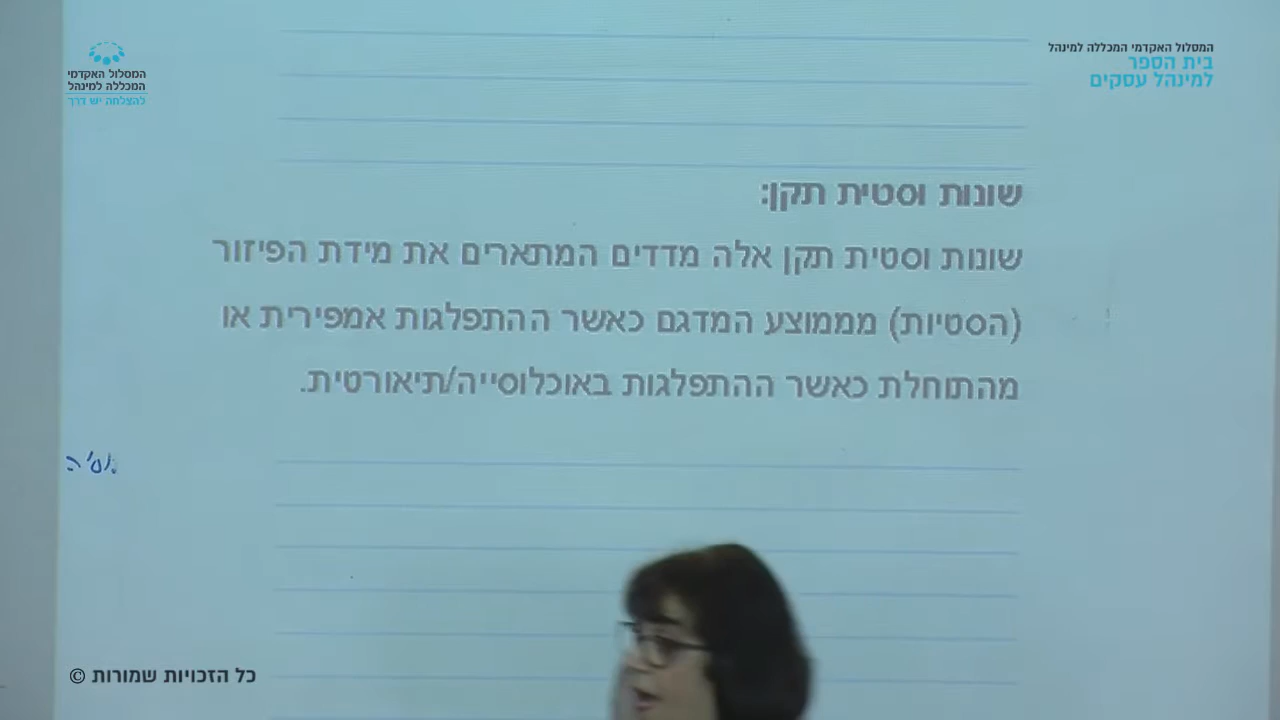 המסלול האקדמי המכללה למינהל
בית הספר
למינהל עסקים
המסלול האקדמי
המכללה למינהל
להצלחה יש דרך
שונות וסטית תקן:
שונות וסטית תקן אלה מדדים המתארים את מידת הפיזור
(הסטיות) מממוצע המדגם כאשר ההתפלגות אמפירית או
מהתוחלת כאשר ההתפלגות באוכלוסייה/תיאורטית.
כל הזכויות שמורות ©